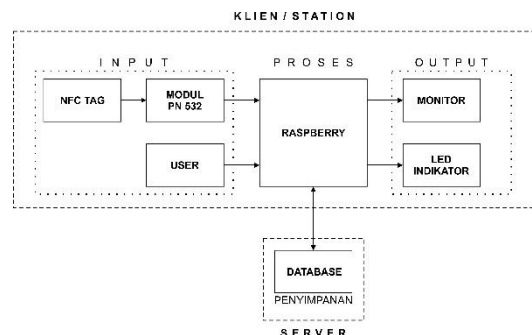 KLIEN / STATION
INPUT
PROSES
OUTPUT
NFC TAG
MODUL
PN 532
USER
RASPBERRY
MONITOR
LED
INDIKATOR
DATABASE
PENYIMPANAN
SERVER